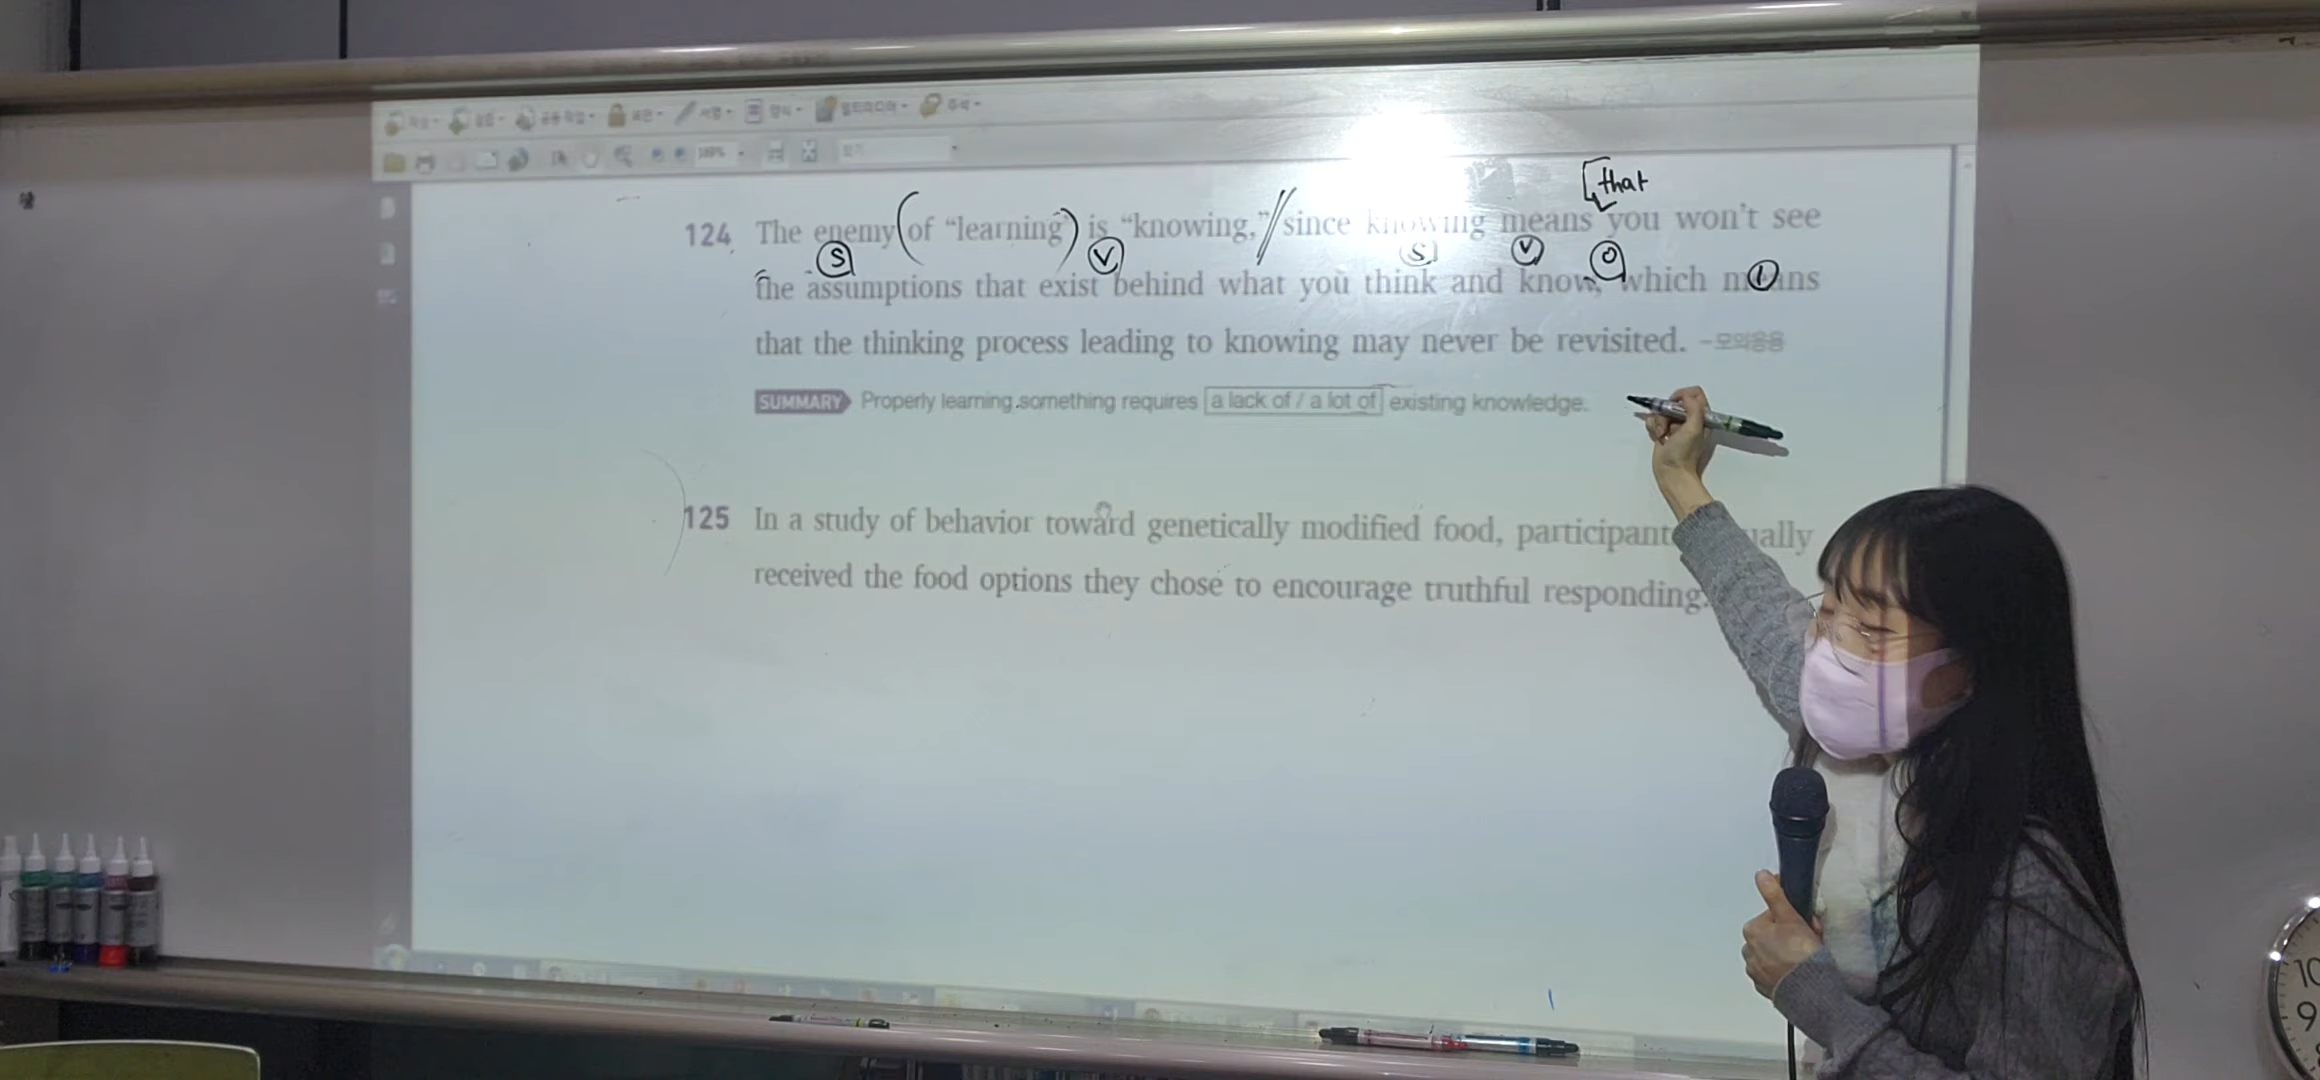 that
124 The enemy (of “learning”) is “knowing,” // since knowing means you won't see
S V S V O 1
the assumptions that exist behind what you think and know, which means
that the thinking process leading to knowing may never be revisited. -모의응용
SUMMARY Properly learning something requires a lack of / a lot of existing knowledge.
125 In a study of behavior toward genetically modified food,
received the food options they chose to encourage truthful responding.
10
9